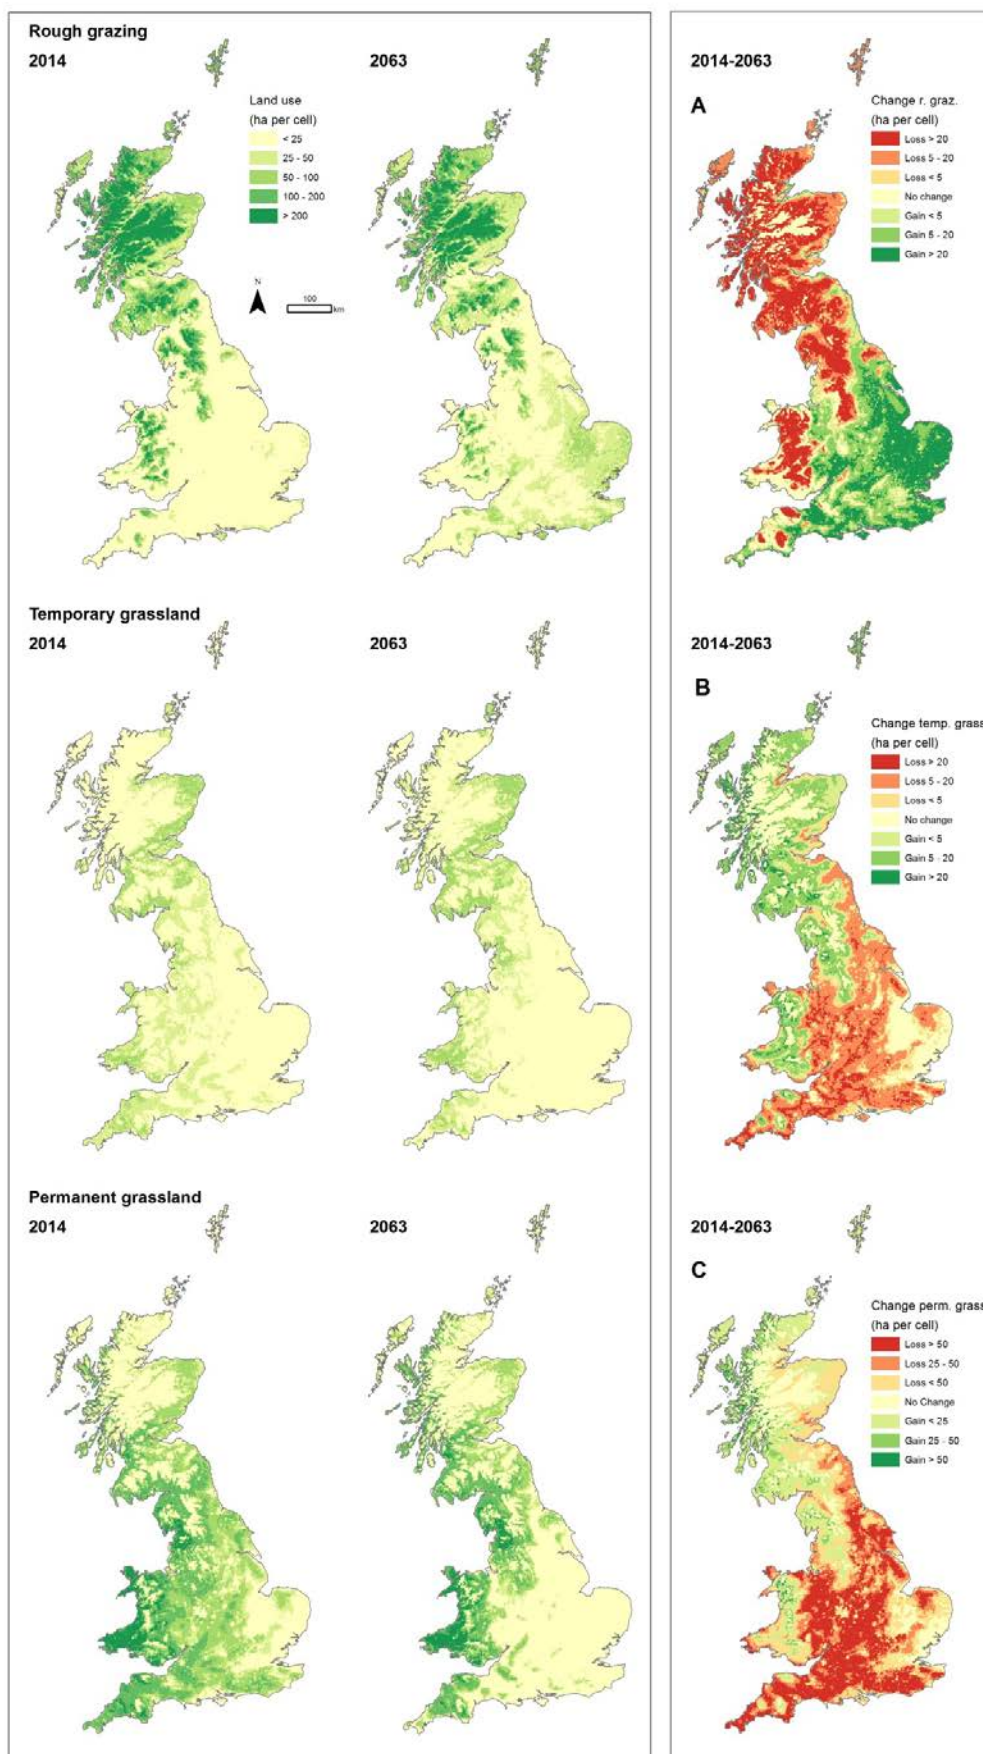 Rough grazing
2014
2063
2014-2063
Land use
(ha per cell)
< 25
25 - 50
50 - 100
100 - 200
> 200
N
100
km
A
Change r. graz.
(ha per cell)
Loss > 20
Loss 5 - 20
Loss < 5
No change
Gain < 5
Gain 5 - 20
Gain > 20
Temporary grassland
2014
2063
2014-2063
B
Change temp. grass
(ha per cell)
Loss > 20
Loss 5 - 20
Loss < 5
No change
Gain < 5
Gain 5 - 20
Gain > 20
Permanent grassland
2014
2063
2014-2063
C
Change perm. grass
(ha per cell)
Loss > 50
Loss 25 - 50
Loss < 50
No Change
Gain < 25
Gain 25 - 50
Gain > 50